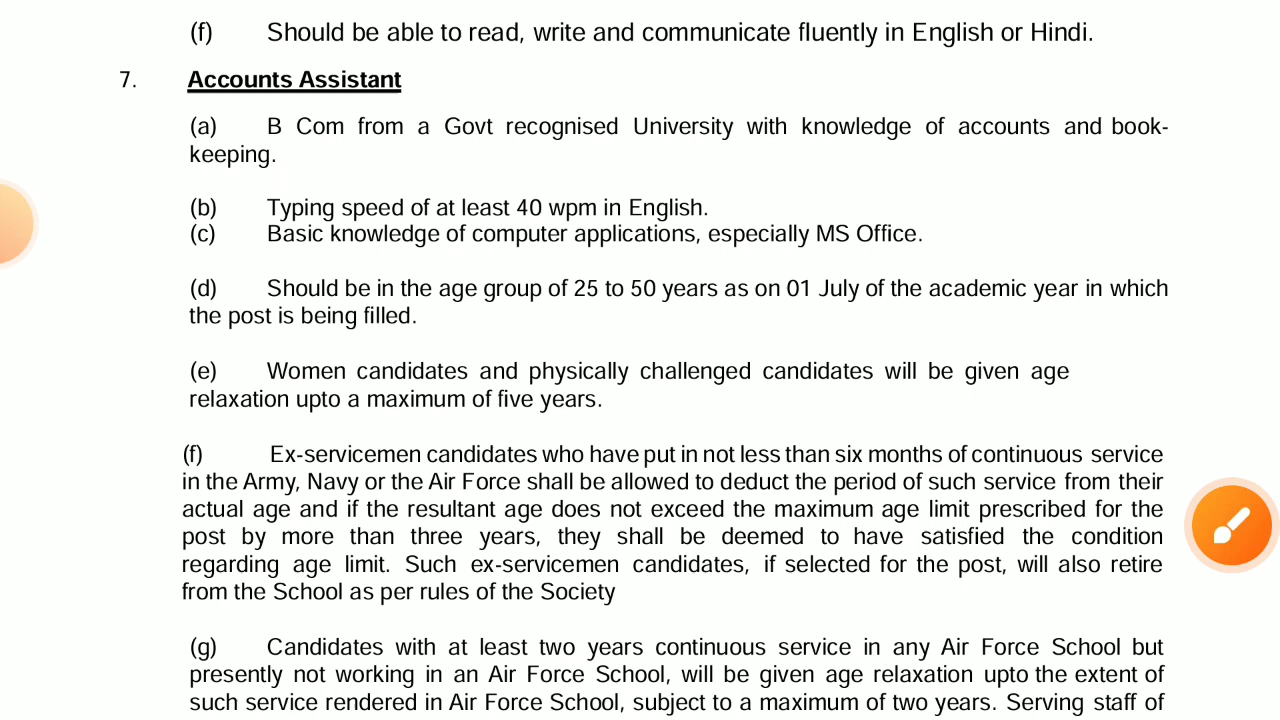 (f) Should be able to read, write and communicate fluently in English or Hindi.
7. Accounts Assistant
(a) B Com from a Govt recognised University with knowledge of accounts and book-
keeping.
(b) Typing speed of at least 40 wpm in English.
(c) Basic knowledge of computer applications, especially MS Office.
(d) Should be in the age group of 25 to 50 years as on 01 July of the academic year in which
the post is being filled.
(e) Women candidates and physically challenged candidates will be given age
relaxation upto a maximum of five years.
(f) Ex-servicemen candidates who have put in not less than six months of continuous service
in the Army, Navy or the Air Force shall be allowed to deduct the period of such service from their
actual age and if the resultant age does not exceed the maximum age limit prescribed for the
post by more than three years, they shall be deemed to have satisfied the condition
regarding age limit. Such ex-servicemen candidates, if selected for the post, will also retire
from the School as per rules of the Society
(g) Candidates with at least two years continuous service in any Air Force School but
presently not working in an Air Force School, will be given age relaxation upto the extent of
such service rendered in Air Force School, subject to a maximum of two years. Serving staff of